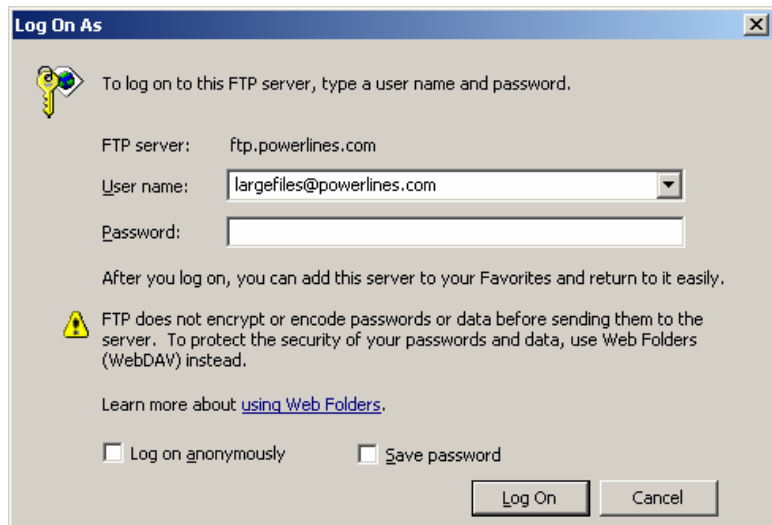 Log On As
To log on to this FTP server, type a user name and password.
FTP server: ftp.powerlines.com
User name: largefiles@powerlines.com
Password:
After you log on, you can add this server to your Favorites and return to it easily.
FTP does not encrypt or encode passwords or data before sending them to the
server. To protect the security of your passwords and data, use Web Folders
(WebDAV) instead.
Learn more about using Web Folders.
Log on anonymously Save password
Log On Cancel